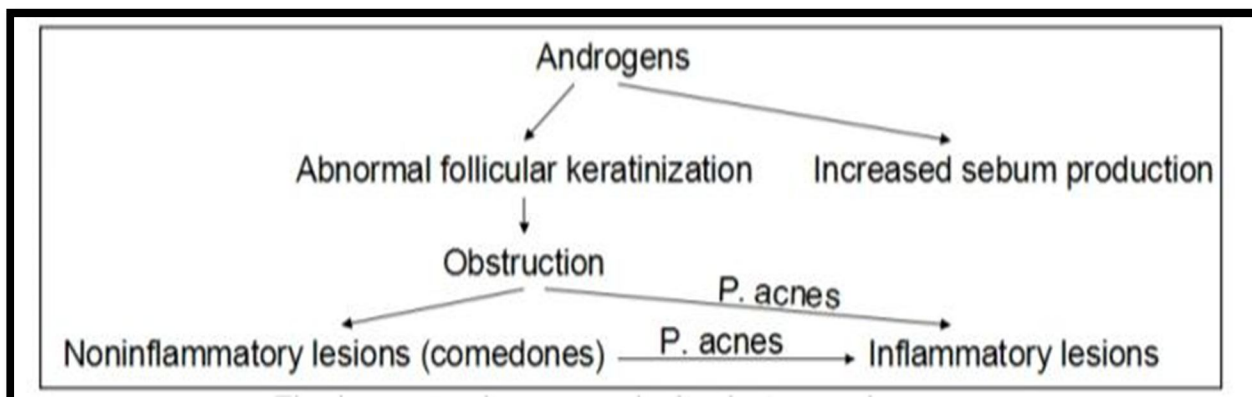 Androgens
Abnormal follicular keratinization Increased sebum production
Obstruction
P. acnes
Noninflammatory lesions (comedones) P. acnes Inflammatory lesions